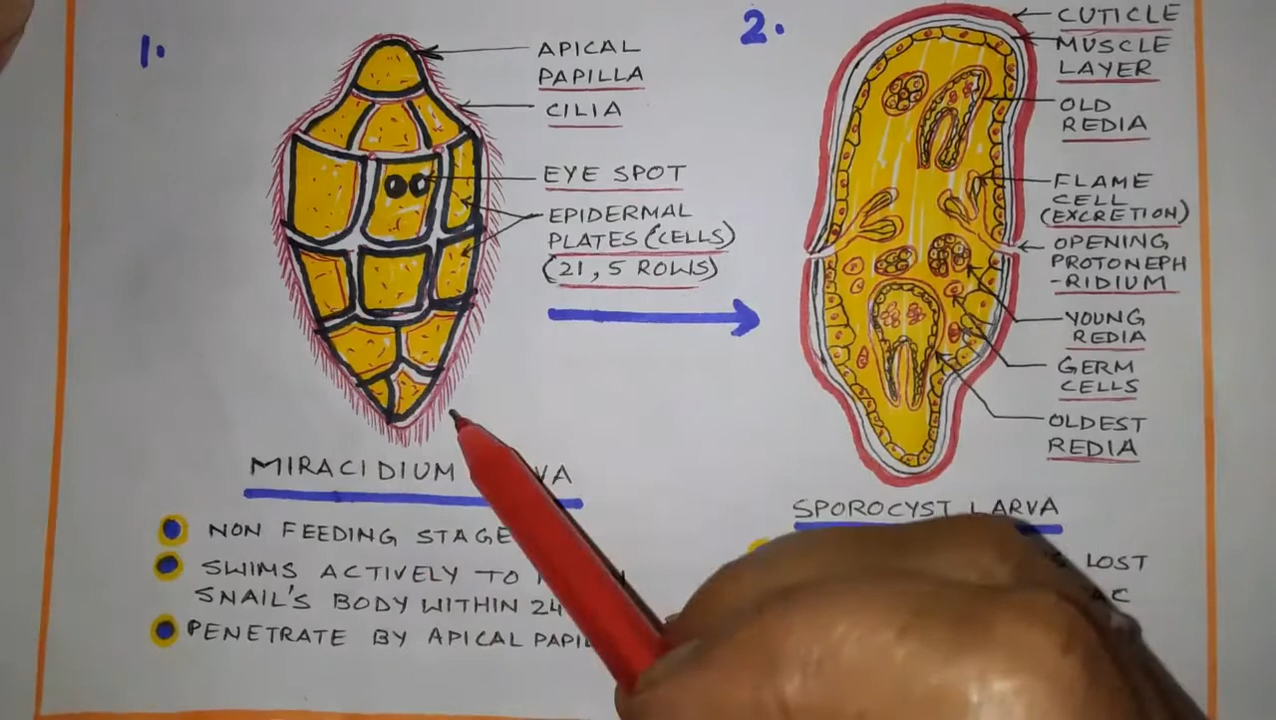 1.
APICAL
PAPILLA
CILIA
EYE SPOT
EPIDERMAL
PLATES (CELLS)
(21, 5 ROWS)
MIRACIDIUM
NON FEEDING STAGE
SWIMS ACTIVELY TO
SNAIL'S BODY WITHIN 24
PENETRATE BY APICAL
2.
CUTICLE
MUSCLE
LAYER
OLD
REDIA
FLAME
CELL
(EXCRETION)
OPENING
PROTONEPH
-RIDIUM
YOUNG
REDIA
GERM
CELLS
OLDEST
REDIA
SPOROCYST LARVA
LOST